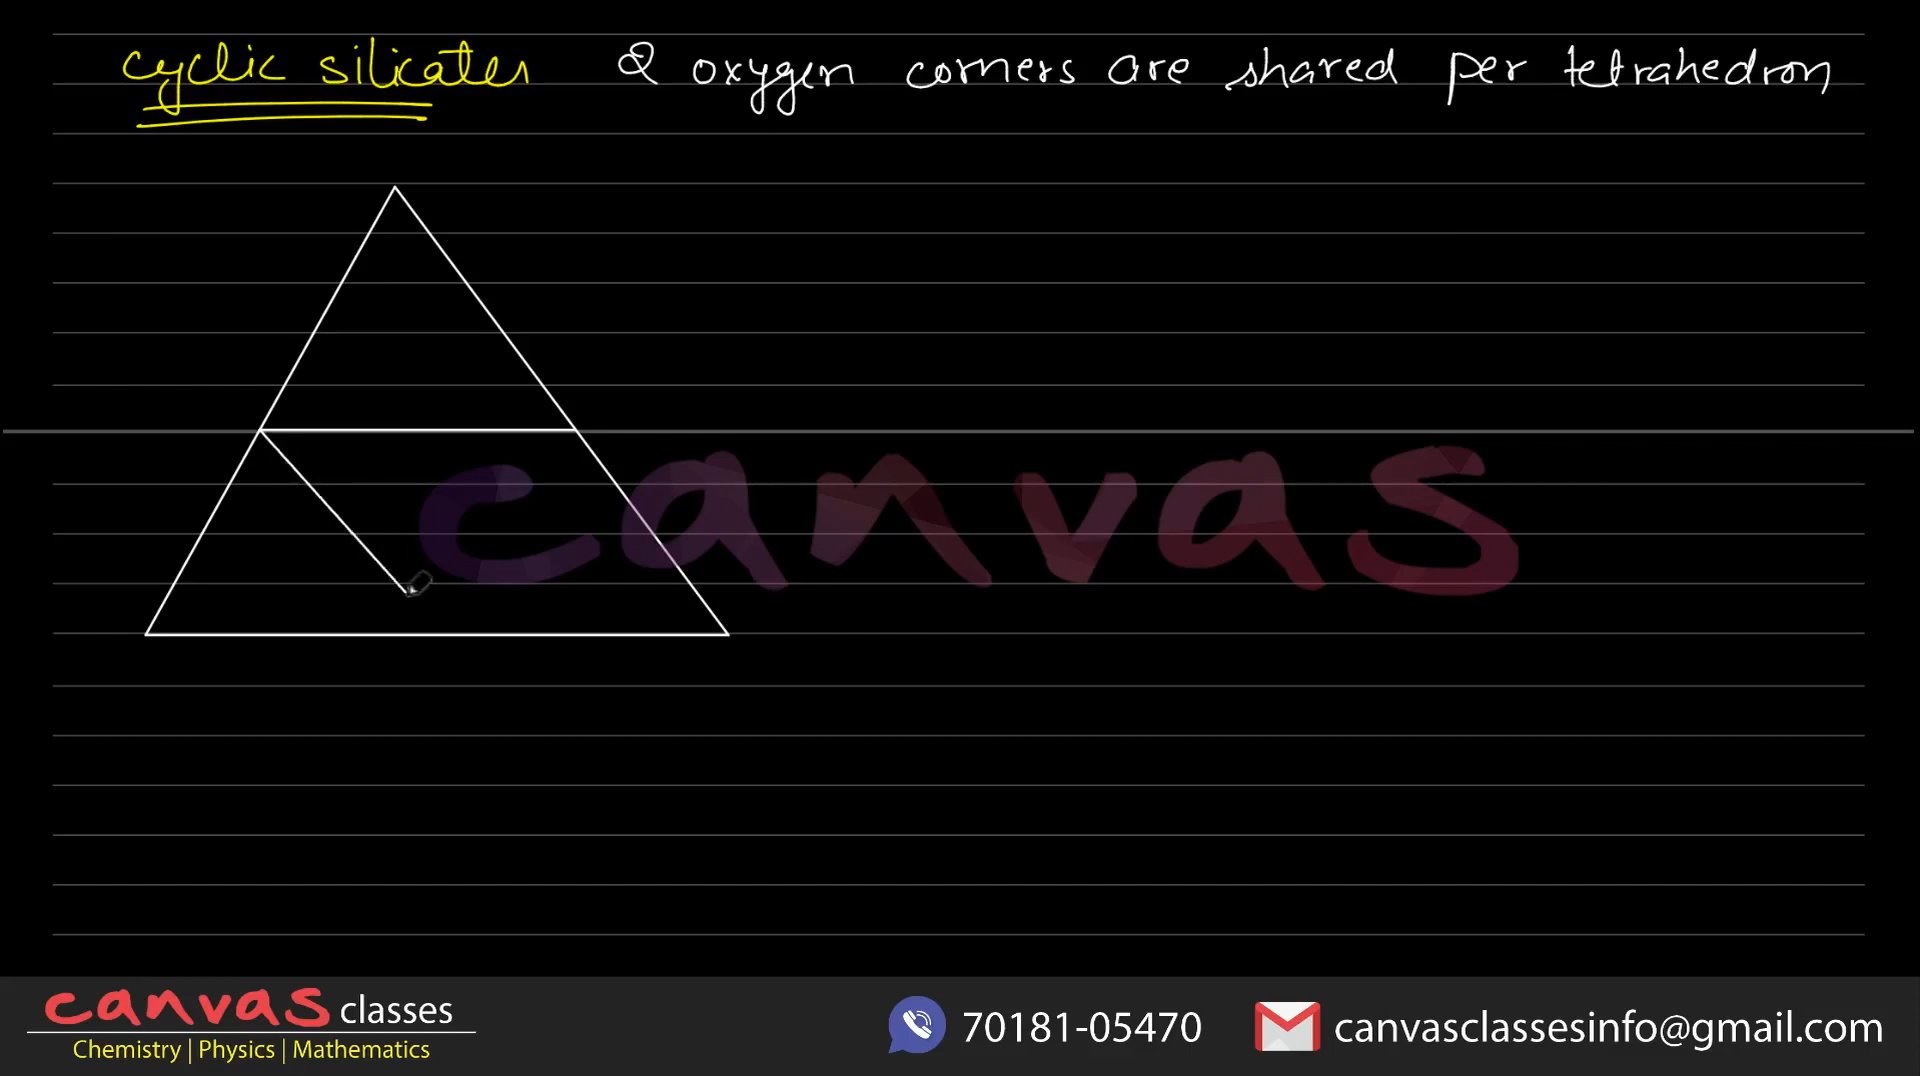 cyclic silicates 2 oxygen corners are shared per tetrahedron
canvas
canvas classes 70181-05470 canvasclassesinfo@gmail.com
Chemistry | Physics | Mathematics